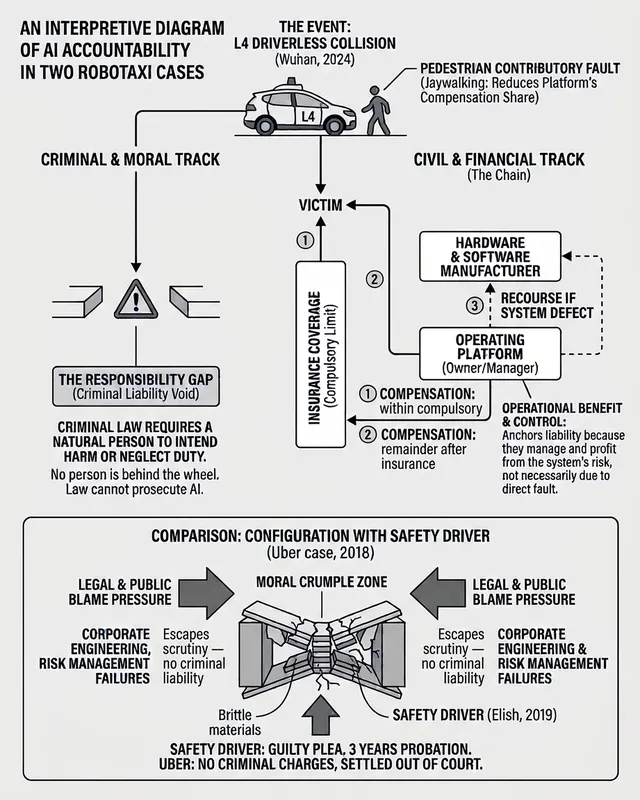 AN INTERPRETIVE DIAGRAM
OF AI ACCOUNTABILITY
IN TWO ROBOTAXI CASES
THE EVENT:
L4 DRIVERLESS COLLISION
(Wuhan, 2024)
PEDESTRIAN CONTRIBUTORY FAULT
(Jaywalking: Reduces Platform's
Compensation Share)
L4
CRIMINAL & MORAL TRACK
CIVIL & FINANCIAL TRACK
(The Chain)
VICTIM
1
2
HARDWARE
& SOFTWARE
MANUFACTURER
3
RECOURSE IF
SYSTEM DEFECT
INSURANCE COVERAGE
(Compulsory Limit)
OPERATING
PLATFORM
(Owner/Manager)
THE RESPONSIBILITY GAP
(Criminal Liability Void)
CRIMINAL LAW REQUIRES A
NATURAL PERSON TO INTEND
HARM OR NEGLECT DUTY.
No person is behind the wheel.
Law cannot prosecute AI.
1 COMPENSATION:
within compulsory
2 COMPENSATION:
remainder after
insurance
OPERATIONAL BENEFIT
& CONTROL:
Anchors liability because
they manage and profit
from the system's risk,
not necessarily due to
direct fault.
COMPARISON: CONFIGURATION WITH SAFETY DRIVER
(Uber case, 2018)
LEGAL & PUBLIC
BLAME PRESSURE
MORAL CRUMPLE ZONE
LEGAL & PUBLIC
BLAME PRESSURE
CORPORATE
ENGINEERING,
RISK MANAGEMENT
FAILURES
Escapes
scrutiny —
no criminal
liability
Escapes
scrutiny —
no criminal
liability
CORPORATE
ENGINEERING &
RISK MANAGEMENT
FAILURES
Brittle
materials
SAFETY DRIVER (Elish, 2019)
SAFETY DRIVER: GUILTY PLEA, 3 YEARS PROBATION.
UBER: NO CRIMINAL CHARGES, SETTLED OUT OF COURT.